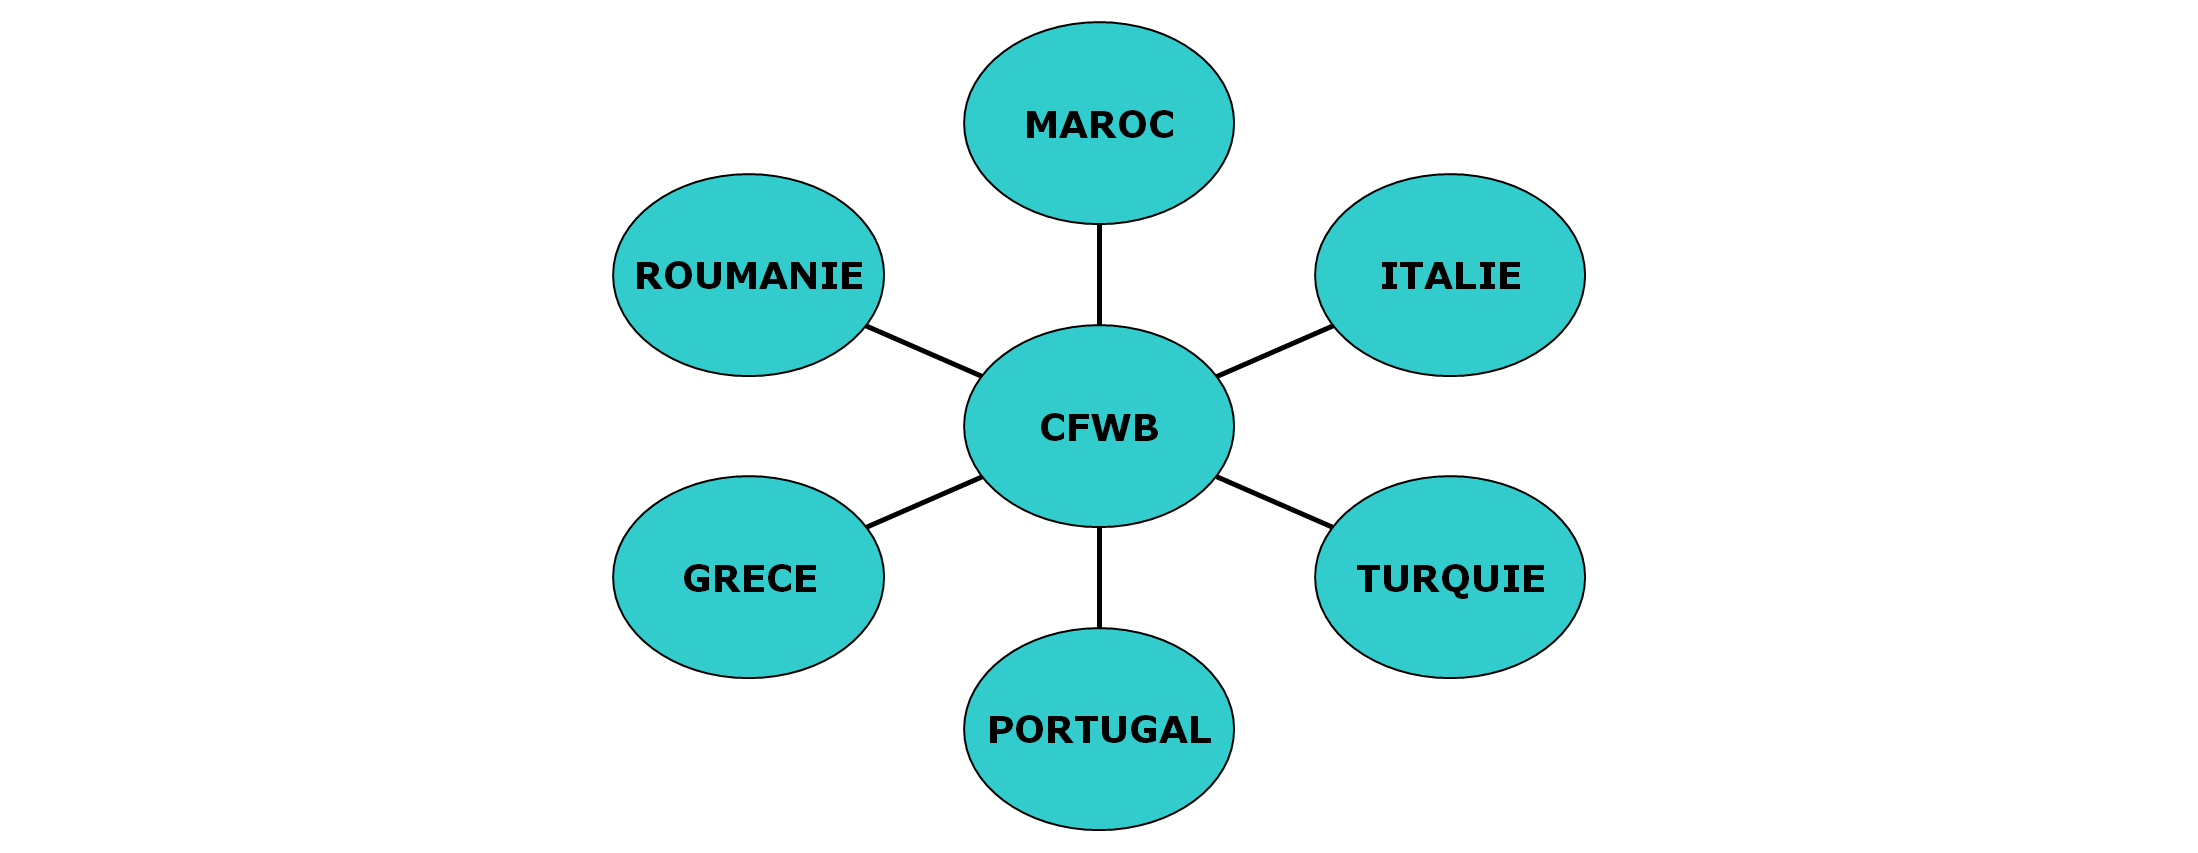 MAROC
ROUMANIE
ITALIE
CFWB
GRECE
TURQUIE
PORTUGAL